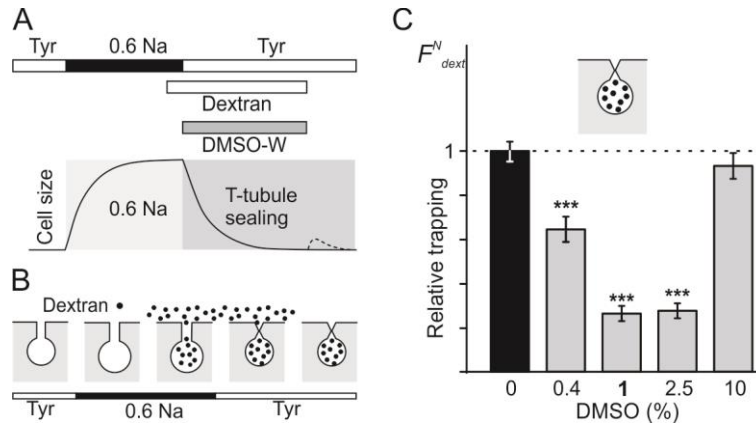 A
Tyr 0.6 Na Tyr
Dextran
DMSO-W
Cell size
0.6 Na
T-tubule
sealing
B
Dextran
Tyr 0.6 Na Tyr
C
F^N_dext
Relative trapping
1
*** *** ***
0 0.4 1 2.5 10
DMSO (%)